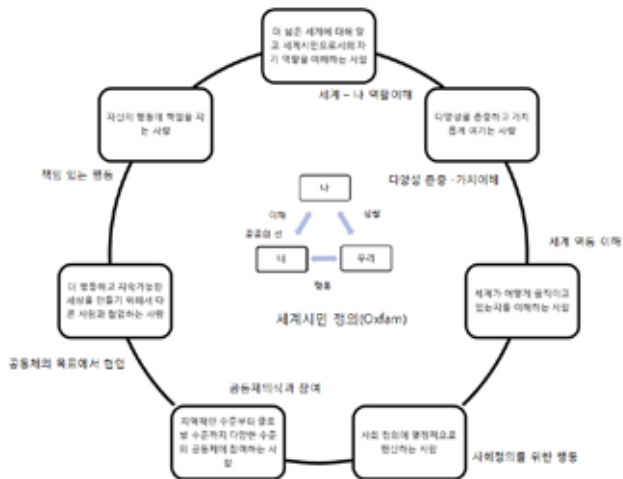 더 넓은 세계에 대해 알
고 세계시민으로서의 자
기 역할을 이해하는 사람
세계 – 나 역할이해
자신의 행동에 책임을 지
는 사람
다양성을 존중하고 가치
롭게 여기는 사람
책임 있는 행동
다양성 존중 -가치이해
나
이해
성찰
공공의 선
네
우리
행동
세계 역동 이해
더 평등하고 지속가능한
세상을 만들기 위해서 다
른 사람과 협업하는 사람
세계가 어떻게 움직이고
있는지를 이해하는 사람
세계시민 정의(Oxfam)
공동체의 목표에서 협업
공동체의식과 참여
지역적인 수준부터 글로
벌 수준까지 다양한 수준
의 공동체에 참여하는 사
람
사회 정의에 열정적으로
헌신하는 사람
사회정의를 위한 행동